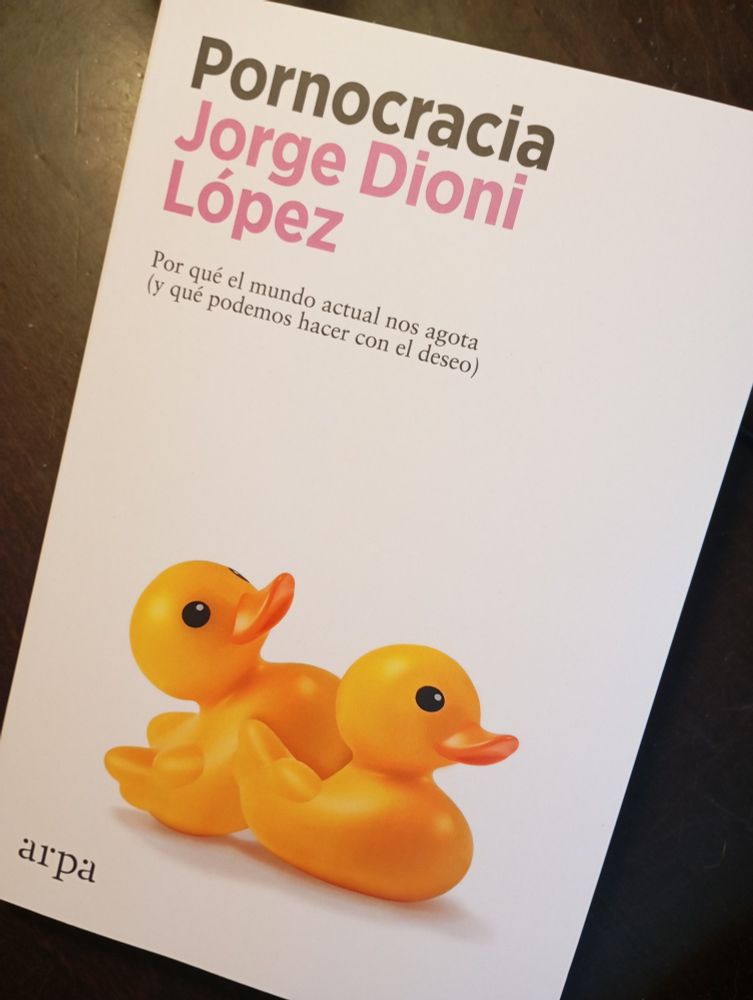 Pornocracia
Jorge Dioni
López
Por qué el mundo actual nos agota
(y qué podemos hacer con el deseo)
arpa